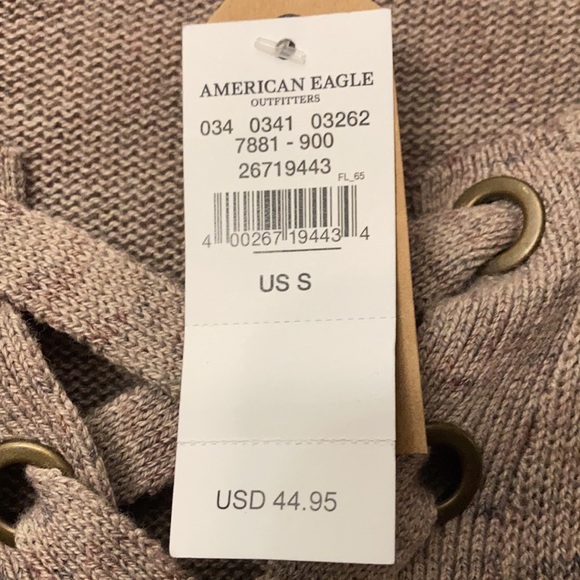 AMERICAN EAGLE
OUTFITTERS
034 0341 03262
7881 - 900
26719443
FL_65
4 00267 19443 4
US S
USD 44.95